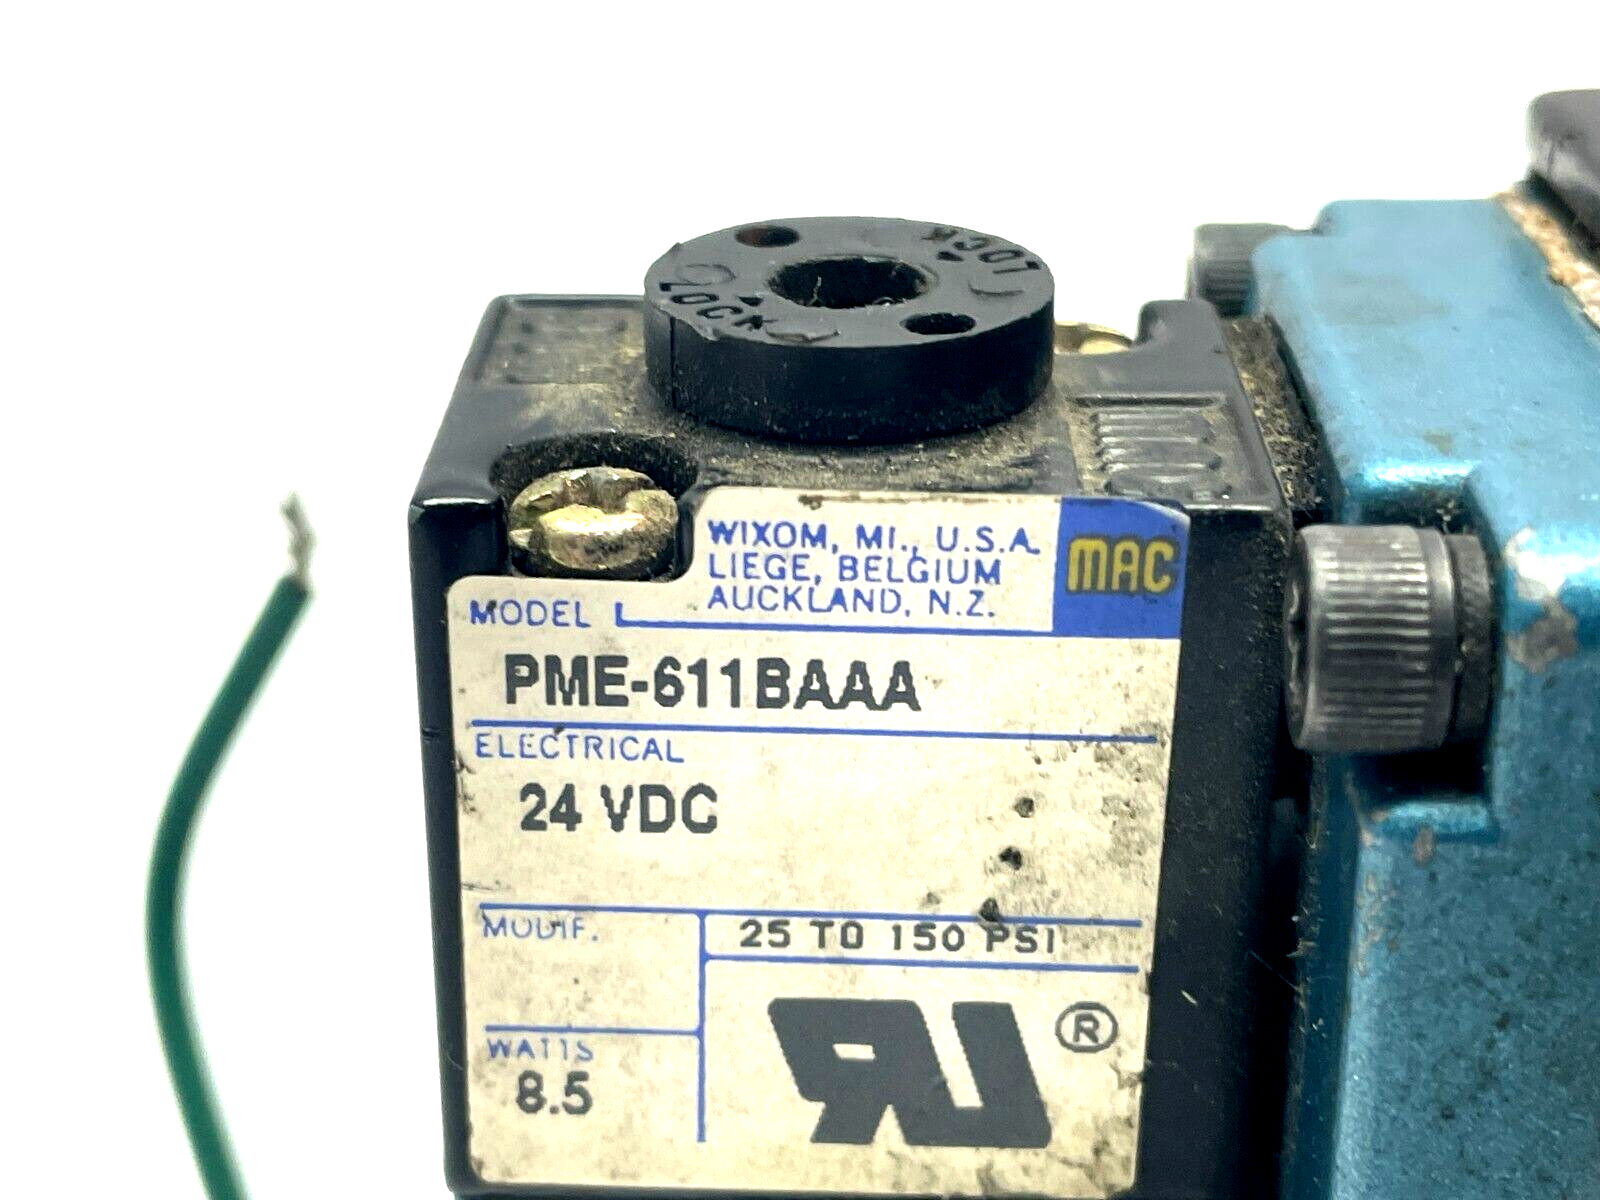 LOCK
LOCK
WIXOM, MI., U.S.A.
LIEGE, BELGIUM
AUCKLAND, N.Z.
MAC
MODEL
PME-611BAAA
ELECTRICAL
24 VDC
MODIF.
25 TO 150 PSI
WATTS
8.5
RU ®